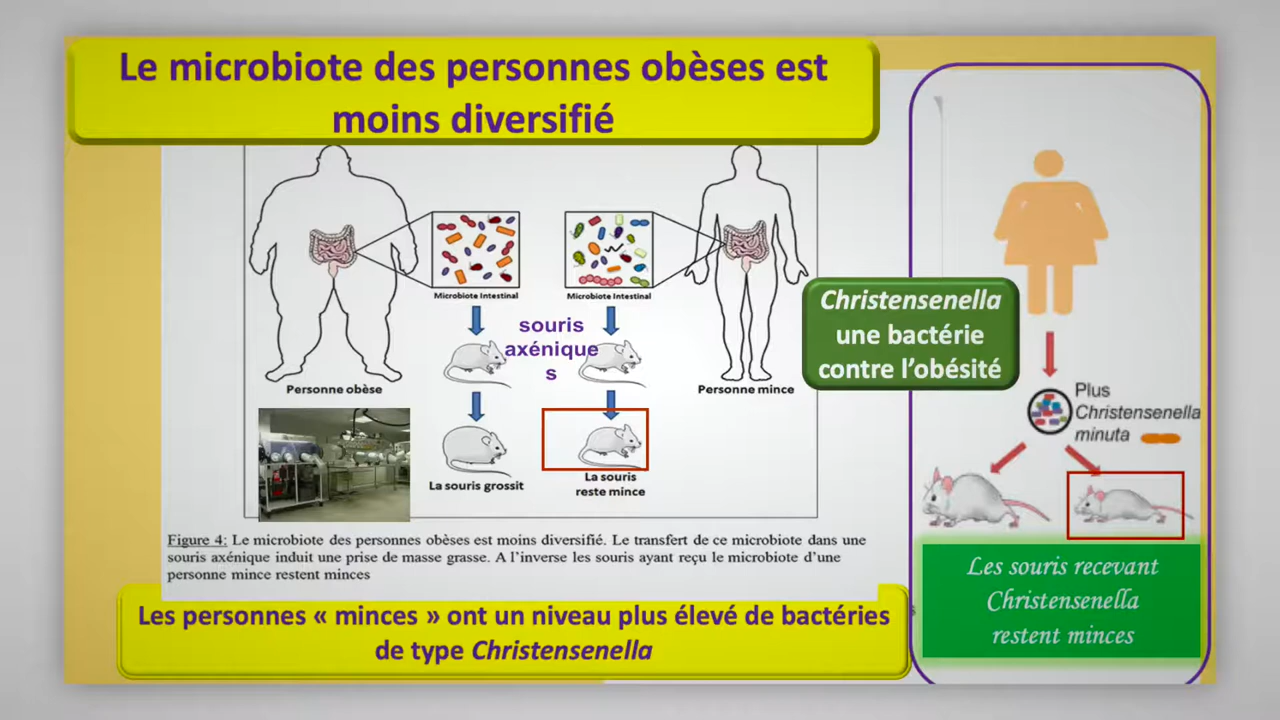 Le microbiote des personnes obèses est
moins diversifié
Microbiote Intestinal
Microbiote Intestinal
souris
axénique
s
Personne obèse
Personne mince
La souris grossit
La souris
reste mince
Figure 4: Le microbiote des personnes obèses est moins diversifié. Le transfert de ce microbiote dans une
souris axénique induit une prise de masse grasse. A l’inverse les souris ayant reçu le microbiote d’une
personne mince restent minces
Les personnes « minces » ont un niveau plus élevé de bactéries
de type Christensenella
Christensenella
une bactérie
contre l’obésité
Plus
Christensenella
minuta
Les souris recevant
Christensenella
restent minces